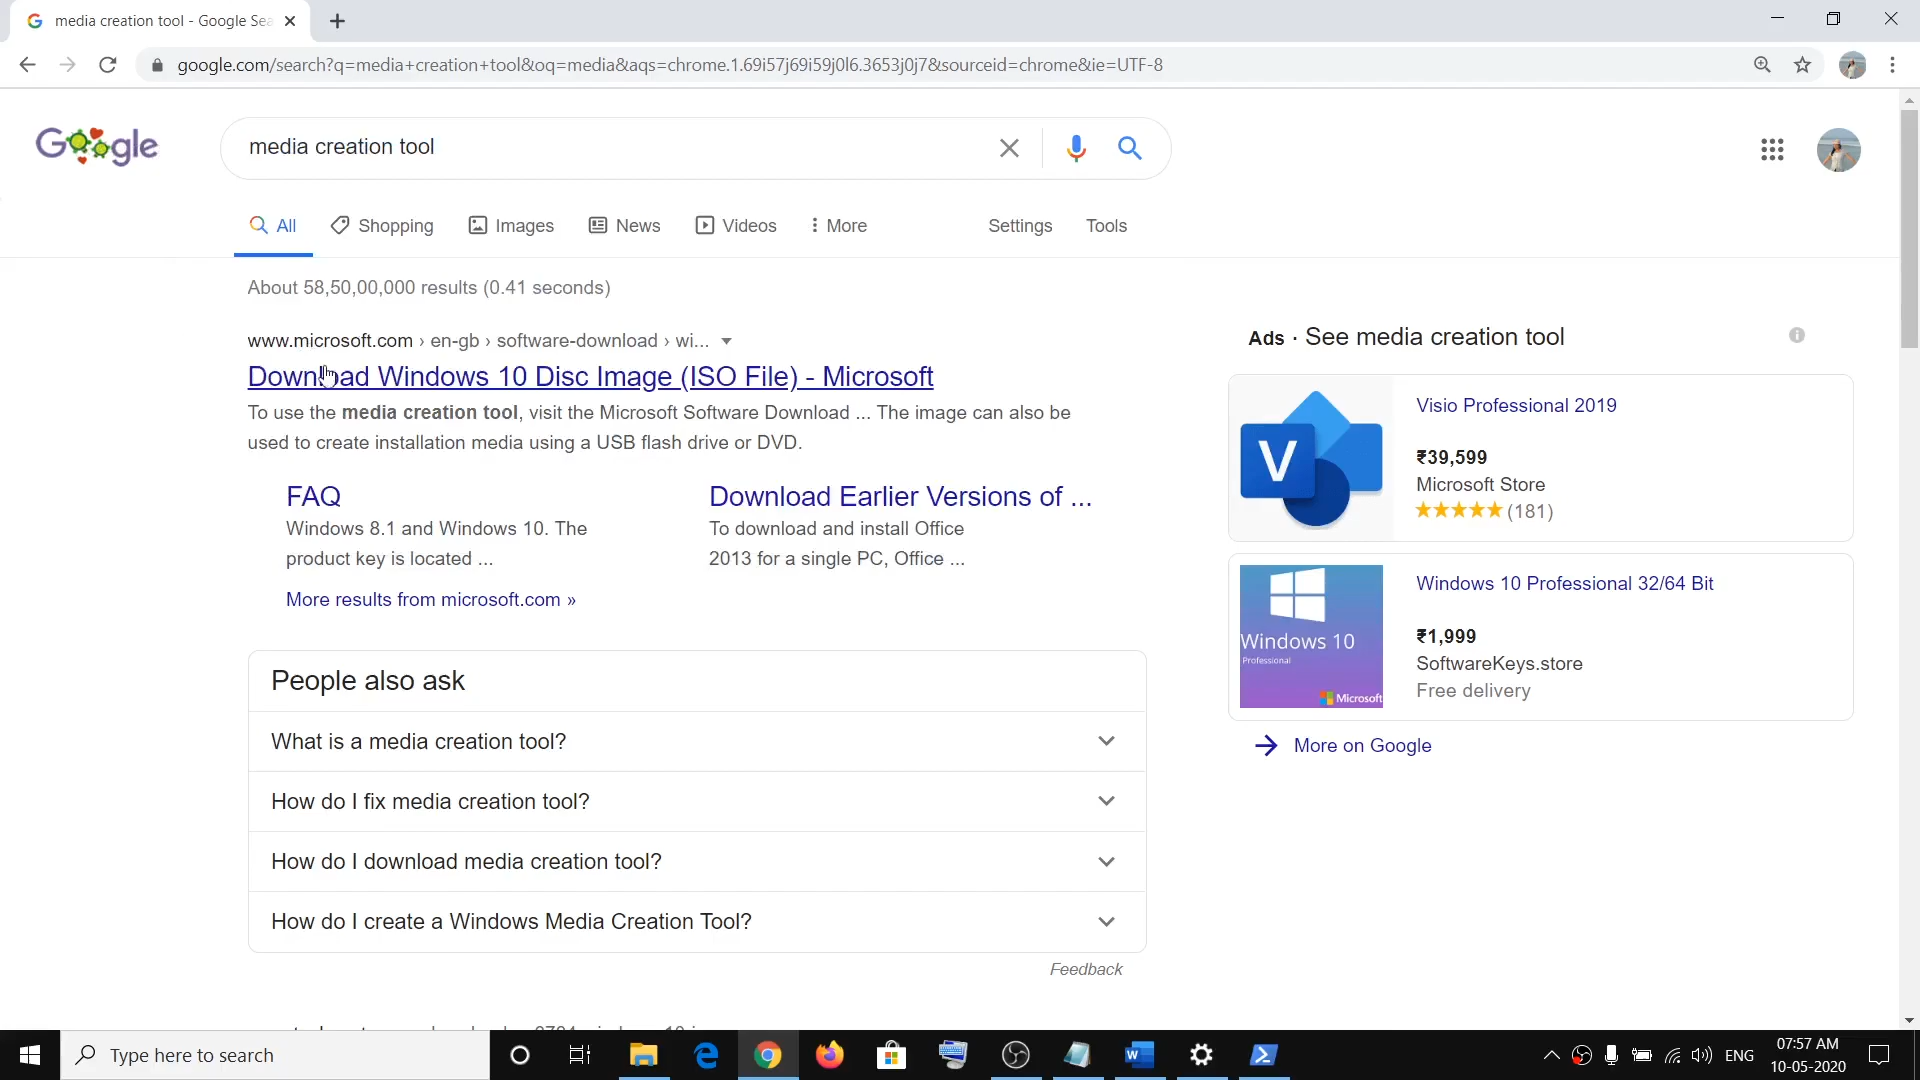 media creation tool - Google Sea
google.com/search?q=media+creation+tool&oq=media&aqs=chrome.1.69i57j69i59j0l6.3653j0j7&sourceid=chrome&ie=UTF-8
Google
media creation tool
All
Shopping
Images
News
Videos
More
Settings
Tools
About 58,50,00,000 results (0.41 seconds)
www.microsoft.com › en-gb › software-download › wi...
Download Windows 10 Disc Image (ISO File) - Microsoft
To use the media creation tool, visit the Microsoft Software Download ... The image can also be
used to create installation media using a USB flash drive or DVD.
FAQ
Windows 8.1 and Windows 10. The
product key is located ...
Download Earlier Versions of ...
To download and install Office
2013 for a single PC, Office ...
More results from microsoft.com »
People also ask
What is a media creation tool?
How do I fix media creation tool?
How do I download media creation tool?
How do I create a Windows Media Creation Tool?
Feedback
Ads · See media creation tool
V
Visio Professional 2019
₹39,599
Microsoft Store
(181)
Windows 10
Professional
Microsoft
Windows 10 Professional 32/64 Bit
₹1,999
SoftwareKeys.store
Free delivery
More on Google
Type here to search
ENG
07:57 AM
10-05-2020